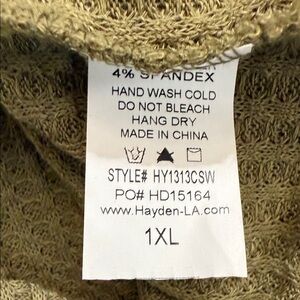 4% SPANDEX
HAND WASH COLD
DO NOT BLEACH
HANG DRY
MADE IN CHINA
STYLE# HY1313CSW
PO# HD15164
www.Hayden-LA.com
1XL